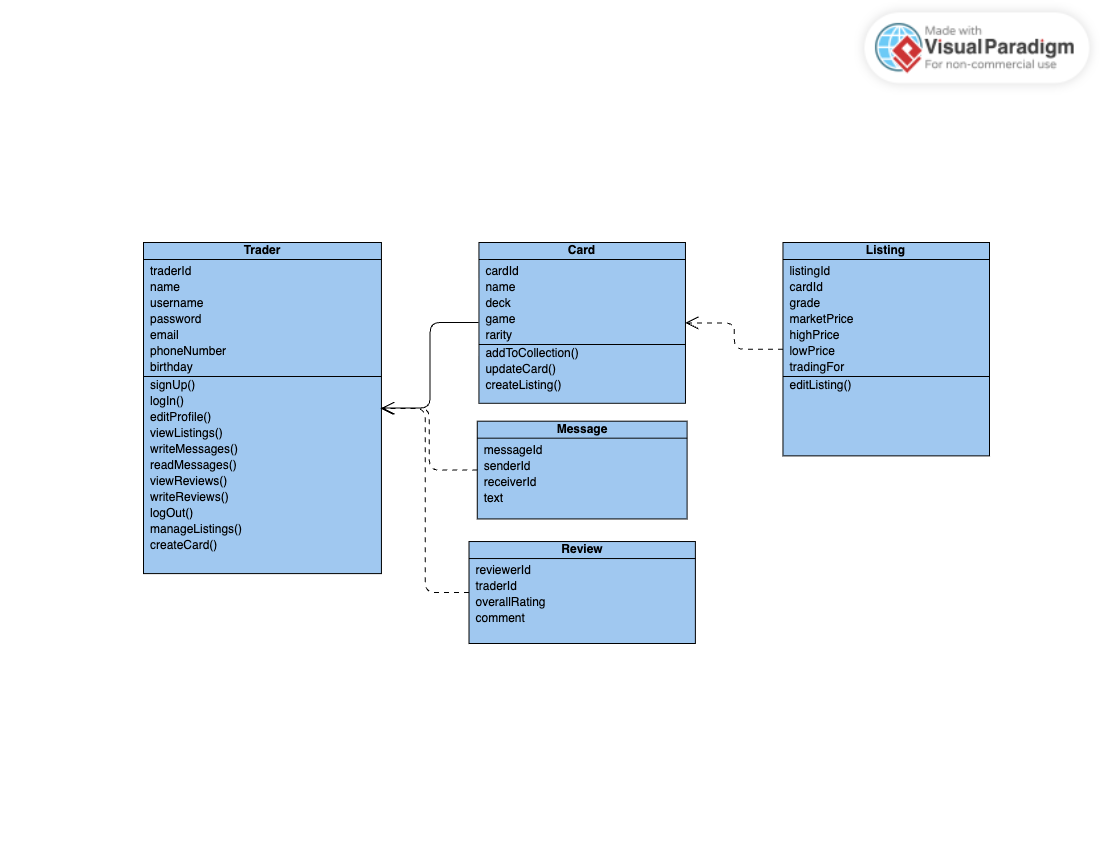 Made with
Visual Paradigm
For non-commercial use
Trader
traderId
name
username
password
email
phoneNumber
birthday
signUp()
logIn()
editProfile()
viewListings()
writeMessages()
readMessages()
viewReviews()
writeReviews()
logOut()
manageListings()
createCard()
Card
cardId
name
deck
game
rarity
addToCollection()
updateCard()
createListing()
Message
messageId
senderId
receiverId
text
Review
reviewerId
traderId
overallRating
comment
Listing
listingId
cardId
grade
marketPrice
highPrice
lowPrice
tradingFor
editListing()